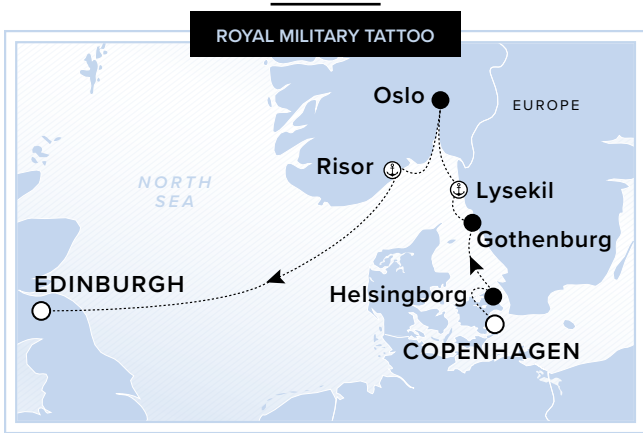 ROYAL MILITARY TATTOO
Oslo
EUROPE
Risor
Lysekil
NORTH
SEA
Gothenburg
EDINBURGH
Helsingborg
COPENHAGEN